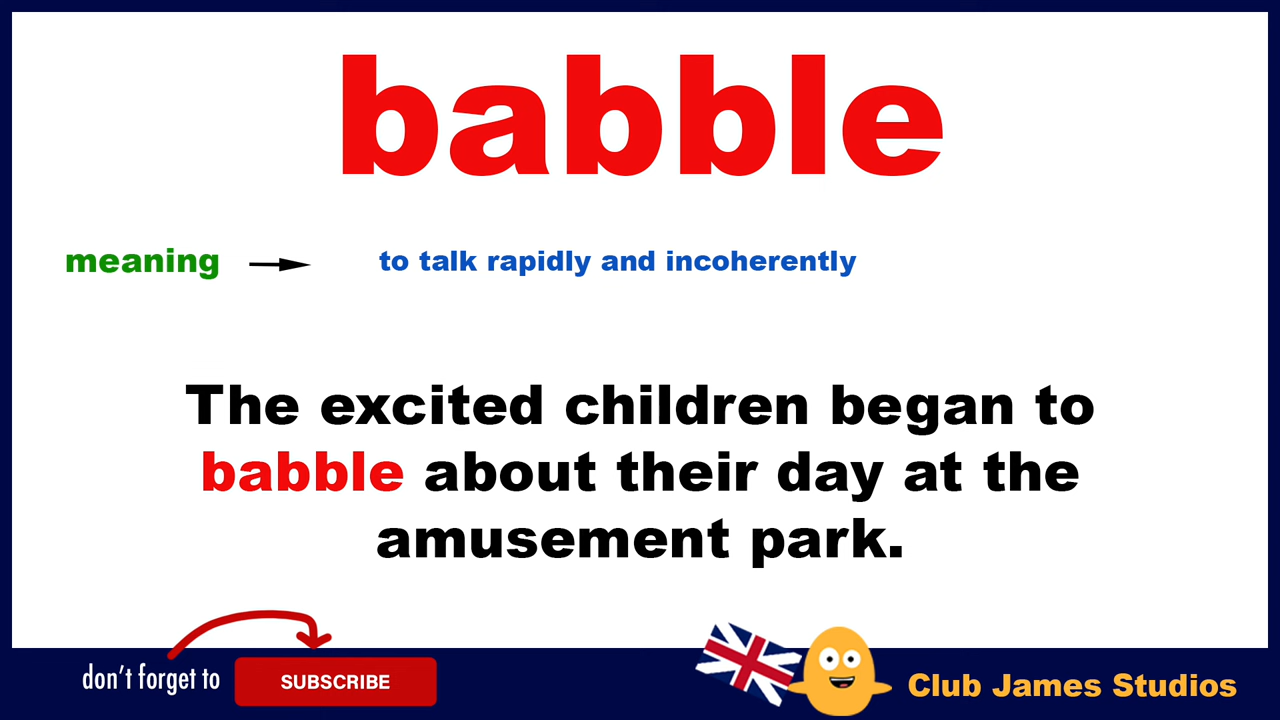 babble
meaning
to talk rapidly and incoherently
The excited children began to
babble about their day at the
amusement park.
don't forget to
SUBSCRIBE
Club James Studios